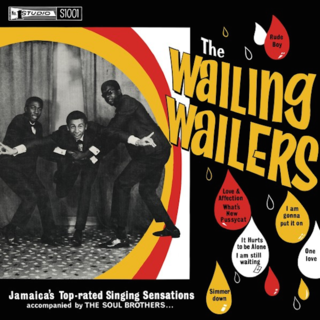 STUDIO
1
S1001
The
WAILING
WAILERS
Rude
Boy
Love &
Affection
What's
New
Pussycat
I am
gonna
put it on
It Hurts
to be Alone
I am still
waiting
One
love
Simmer
down
Jamaica's Top-rated Singing Sensations
accompanied by THE SOUL BROTHERS...